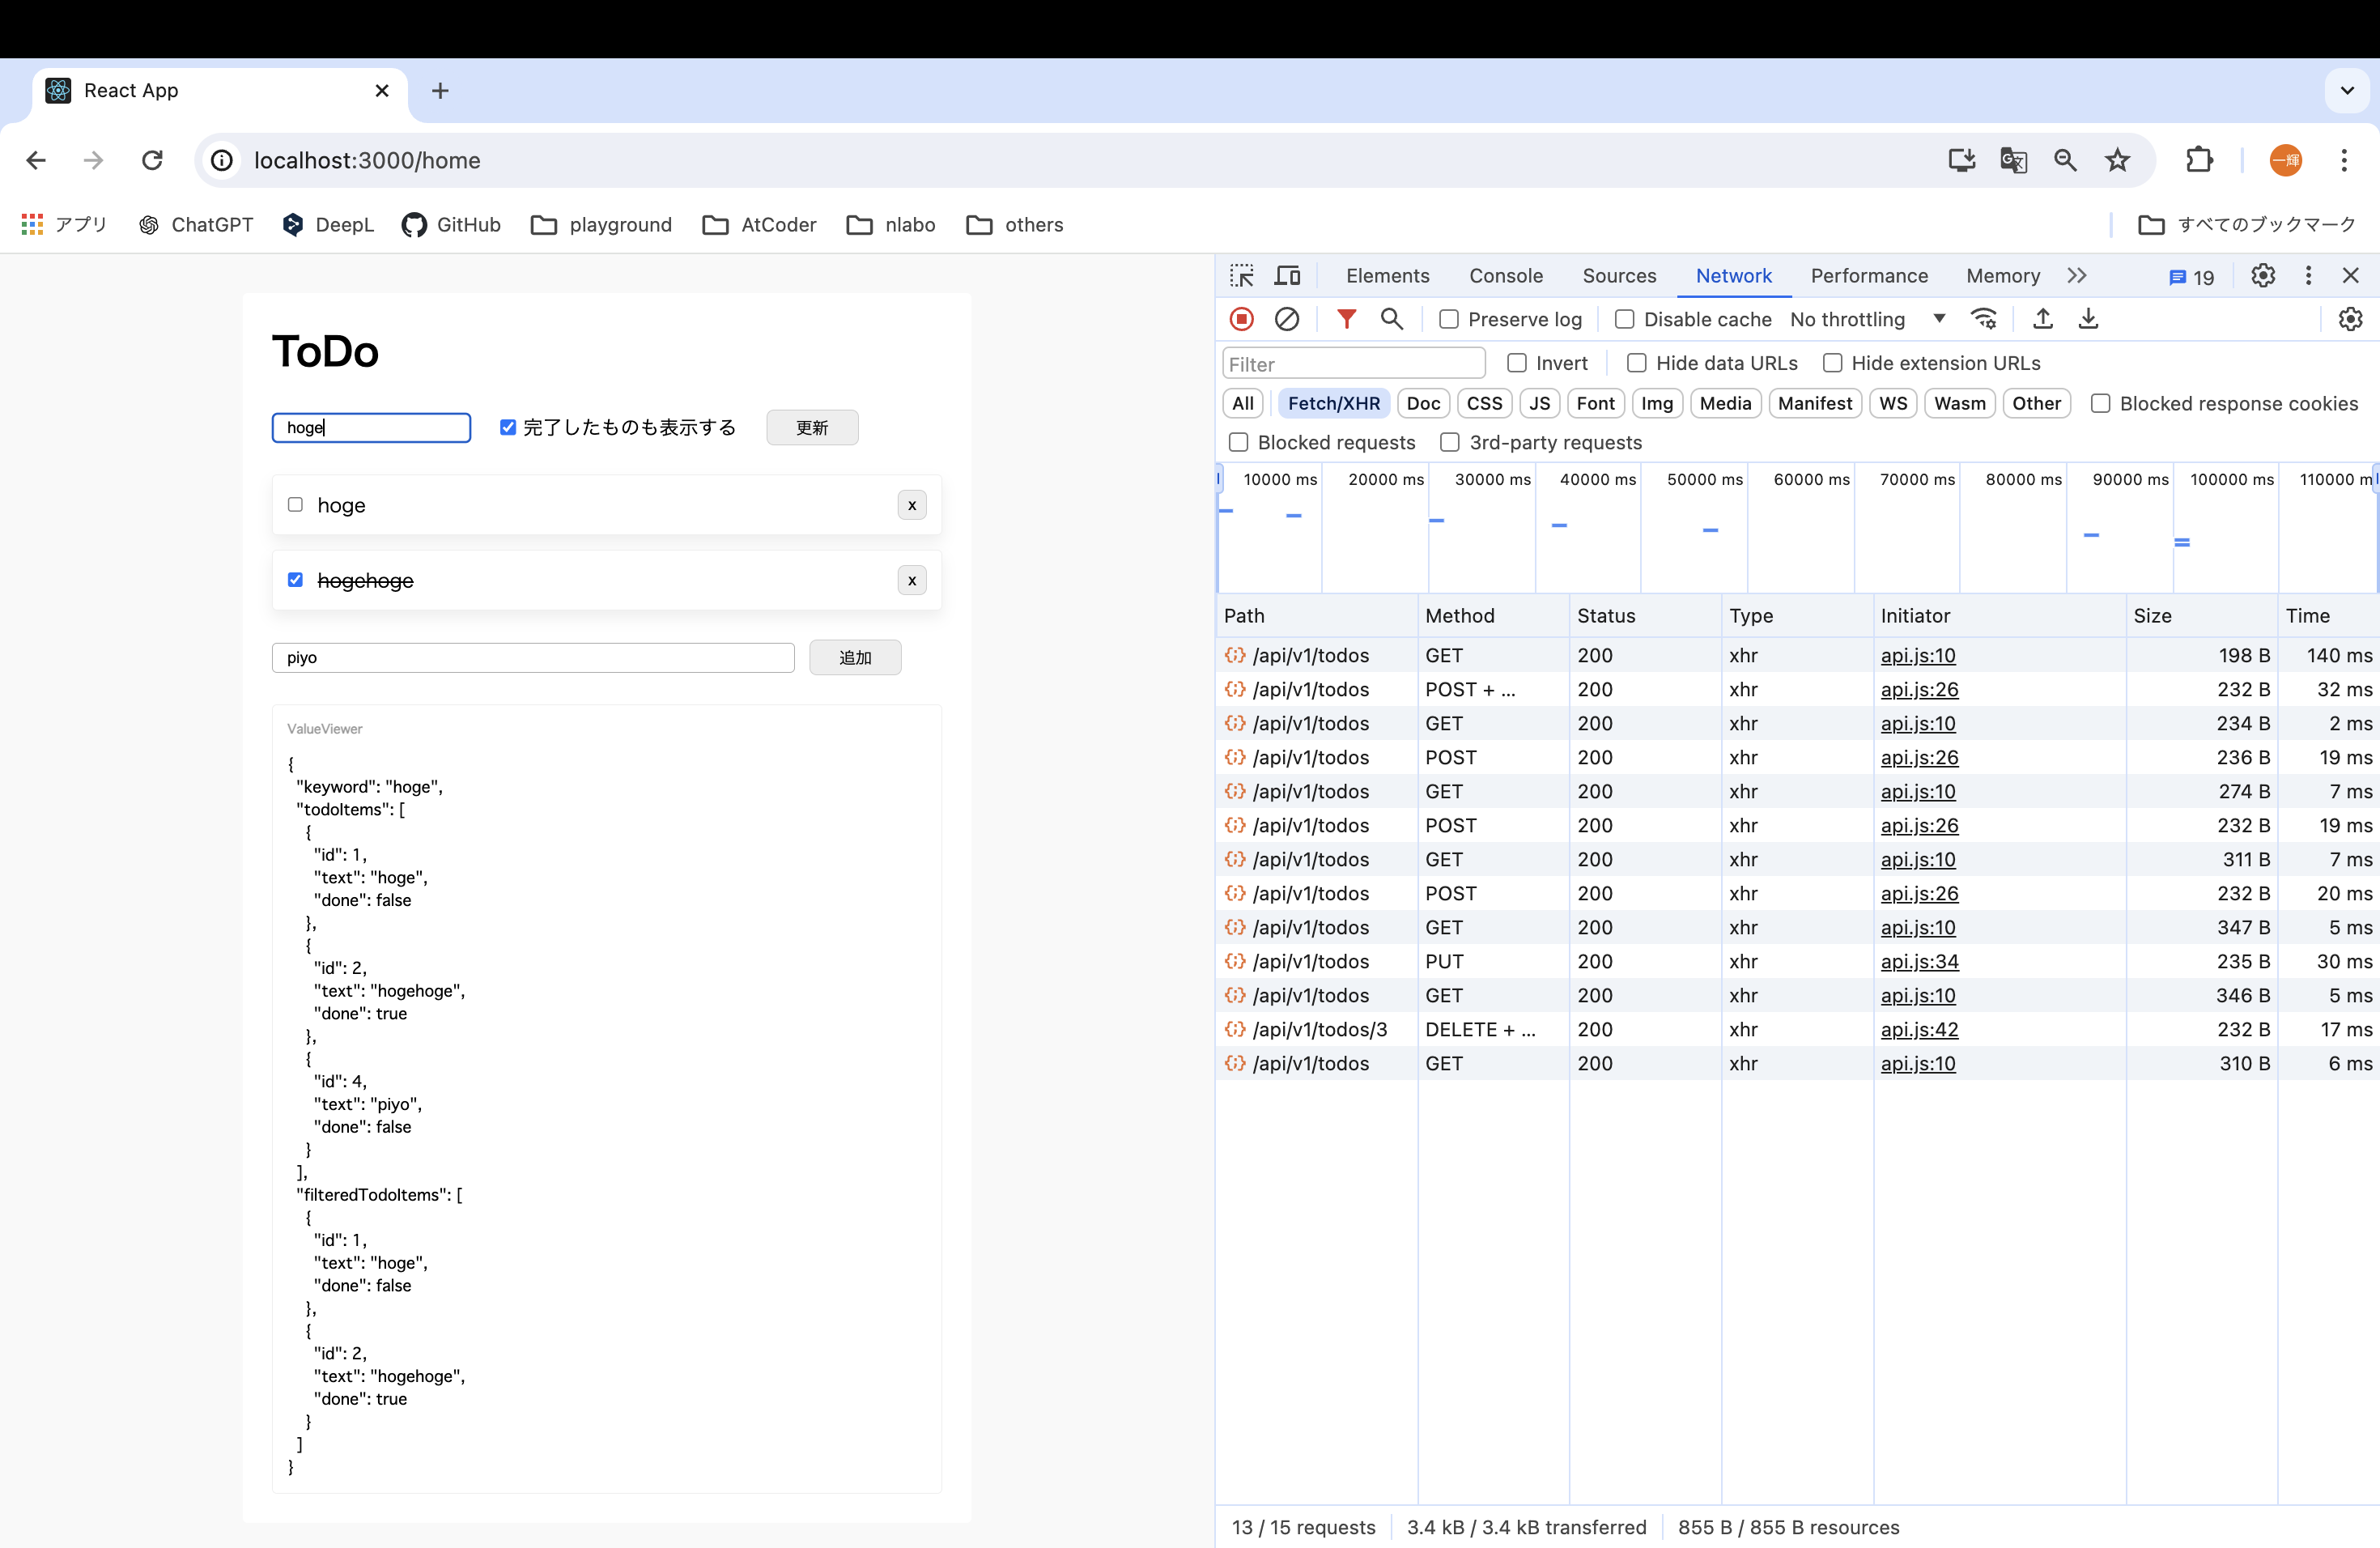 React App
localhost:3000/home
一輝
アプリ ChatGPT DeepL GitHub playground AtCoder nlabo others すべてのブックマーク
ToDo
hoge 完了したものも表示する 更新
hoge x
hogehoge x
piyo 追加
ValueViewer
{
"keyword": "hoge",
"todoItems": [
{
"id": 1,
"text": "hoge",
"done": false
},
{
"id": 2,
"text": "hogehoge",
"done": true
},
{
"id": 4,
"text": "piyo",
"done": false
}
],
"filteredTodoItems": [
{
"id": 1,
"text": "hoge",
"done": false
},
{
"id": 2,
"text": "hogehoge",
"done": true
}
]
}
Elements Console Sources Network Performance Memory 19
Preserve log Disable cache No throttling
Filter Invert Hide data URLs Hide extension URLs
All Fetch/XHR Doc CSS JS Font Img Media Manifest WS Wasm Other Blocked response cookies
Blocked requests 3rd-party requests
10000 ms 20000 ms 30000 ms 40000 ms 50000 ms 60000 ms 70000 ms 80000 ms 90000 ms 100000 ms 110000 m
Path Method Status Type Initiator Size Time
/api/v1/todos GET 200 xhr api.js:10 198 B 140 ms
/api/v1/todos POST + ... 200 xhr api.js:26 232 B 32 ms
/api/v1/todos GET 200 xhr api.js:10 234 B 2 ms
/api/v1/todos POST 200 xhr api.js:26 236 B 19 ms
/api/v1/todos GET 200 xhr api.js:10 274 B 7 ms
/api/v1/todos POST 200 xhr api.js:26 232 B 19 ms
/api/v1/todos GET 200 xhr api.js:10 311 B 7 ms
/api/v1/todos POST 200 xhr api.js:26 232 B 20 ms
/api/v1/todos GET 200 xhr api.js:10 347 B 5 ms
/api/v1/todos PUT 200 xhr api.js:34 235 B 30 ms
/api/v1/todos GET 200 xhr api.js:10 346 B 5 ms
/api/v1/todos/3 DELETE + ... 200 xhr api.js:42 232 B 17 ms
/api/v1/todos GET 200 xhr api.js:10 310 B 6 ms
13 / 15 requests 3.4 kB / 3.4 kB transferred 855 B / 855 B resources